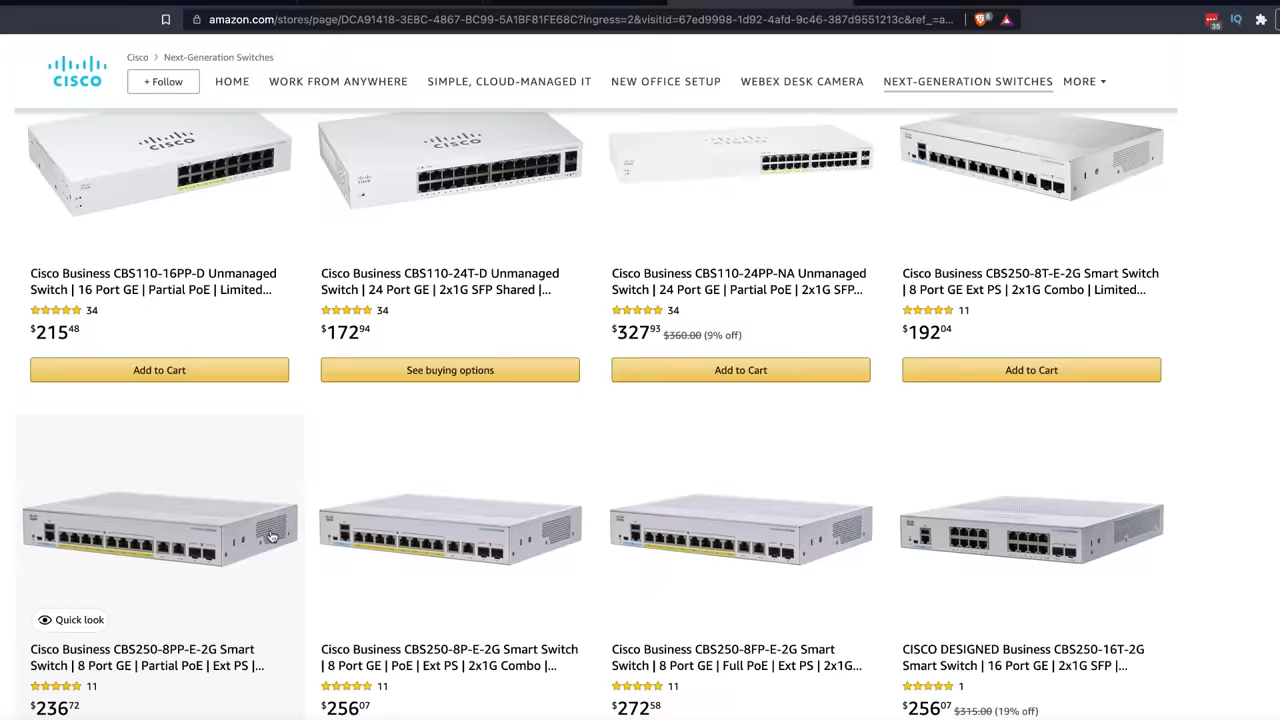 amazon.com/stores/page/DCA91418-3E8C-4867-BC99-5A1BF81FE68C?ingress=2&visitid=67ed9998-1d92-4afd-9c46-387d9551213c&ref_=a...
35
IQ
CISCO
Cisco > Next-Generation Switches
+ Follow
HOME
WORK FROM ANYWHERE
SIMPLE, CLOUD-MANAGED IT
NEW OFFICE SETUP
WEBEX DESK CAMERA
NEXT-GENERATION SWITCHES
MORE
CISCO
CISCO
CISCO
Cisco Business CBS110-16PP-D Unmanaged
Switch | 16 Port GE | Partial PoE | Limited...
34
$215.48
Add to Cart
Cisco Business CBS110-24T-D Unmanaged
Switch | 24 Port GE | 2x1G SFP Shared |...
34
$172.94
See buying options
Cisco Business CBS110-24PP-NA Unmanaged
Switch | 24 Port GE | Partial PoE | 2x1G SFP...
34
$327.93 $360.00 (9% off)
Add to Cart
Cisco Business CBS250-8T-E-2G Smart Switch
| 8 Port GE Ext PS | 2x1G Combo | Limited...
11
$192.04
Add to Cart
Quick look
Cisco Business CBS250-8PP-E-2G Smart
Switch | 8 Port GE | Partial PoE | Ext PS |...
11
$236.72
Cisco Business CBS250-8P-E-2G Smart Switch
| 8 Port GE | PoE | Ext PS | 2x1G Combo |...
11
$256.07
Cisco Business CBS250-8FP-E-2G Smart
Switch | 8 Port GE | Full PoE | Ext PS | 2x1G...
11
$272.58
CISCO DESIGNED Business CBS250-16T-2G
Smart Switch | 16 Port GE | 2x1G SFP |...
1
$256.07 $315.00 (19% off)